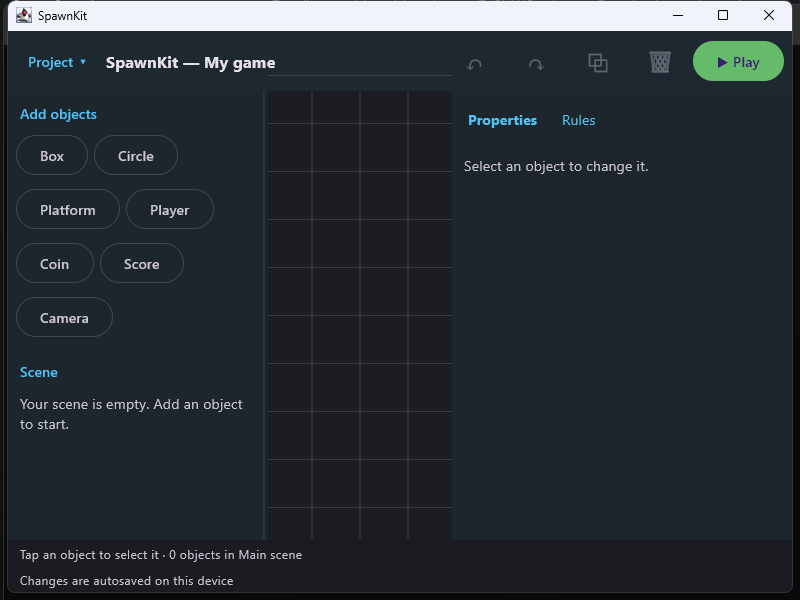 SpawnKit
Project ▾ SpawnKit — My game ▶ Play
Add objects
Box Circle
Platform Player
Coin Score
Camera
Scene
Your scene is empty. Add an object
to start.
Properties Rules
Select an object to change it.
Tap an object to select it · 0 objects in Main scene
Changes are autosaved on this device